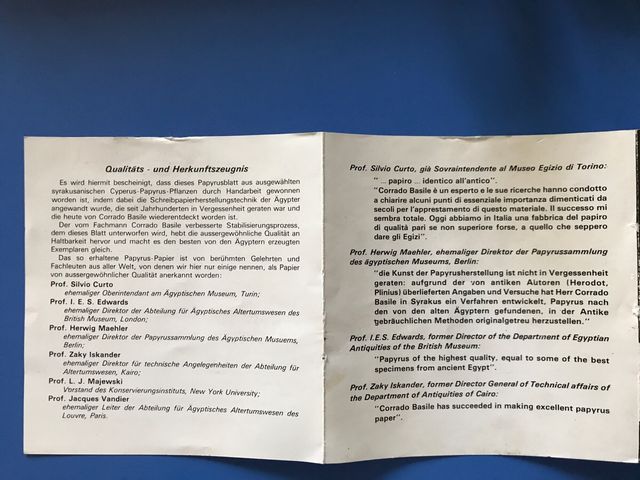 Qualitäts - und Herkunftszeugnis
Es wird hiermit bescheinigt, dass dieses Papyrusblatt aus ausgewählten
syrakusanischen Cyperus-Papyrus-Pflanzen durch Handarbeit gewonnen
worden ist, indem dabei die Schreibpapierherstellungstechnik der Ägypter
angewandt wurde, die seit Jahrhunderten in Vergessenheit geraten war und
die heute von Corrado Basile wiederentdeckt worden ist.
Der vom Fachmann Corrado Basile verbesserte Stabilisierungsprozess,
dem dieses Blatt unterworfen wird, hebt die aussergewöhnliche Qualität an
Haltbarkeit hervor und macht es den besten von den Ägyptern erzeugten
Exemplaren gleich.
Das so erhaltene Papyrus-Papier ist von berühmten Gelehrten und
Fachleuten aus aller Welt, von denen wir hier nur einige nennen, als Papier
von aussergewöhnlicher Qualität anerkannt worden:
Prof. Silvio Curto
ehemaliger Oberintendant am Ägyptischen Museum, Turin;
Prof. I. E. S. Edwards
ehemaliger Direktor der Abteilung für Ägyptisches Altertumswesen des
British Museum, London;
Prof. Herwig Maehler
ehemaliger Direktor der Papyrussammlung des Ägyptischen Musuems,
Berlin;
Prof. Zaky Iskander
ehemaliger Direktor für technische Angelegenheiten der Abteilung für
Altertumswesen, Kairo;
Prof. L. J. Majewski
Vorstand des Konservierungsinstituts, New York University;
Prof. Jacques Vandier
ehemaliger Leiter der Abteilung für Ägyptisches Altertumswesen des
Louvre, Paris.
Prof. Silvio Curto, già Sovraintendente al Museo Egizio di Torino:
" ... papiro ... identico all'antico".
"Corrado Basile è un esperto e le sue ricerche hanno condotto
a chiarire alcuni punti di essenziale importanza dimenticati da
secoli per l'apprestamento di questo materiale. Il successo mi
sembra totale. Oggi abbiamo in Italia una fabbrica del papiro
di qualità pari se non superiore forse, a quello che seppero
dare gli Egizi".
Prof. Herwig Maehler, ehemaliger Direktor der Papyrussammlung
des ägyptischen Museums, Berlin:
"die Kunst der Papyrusherstellung ist nicht in Vergessenheit
geraten: aufgrund der von antiken Autoren (Herodot,
Plinius) überlieferten Angaben und Versuche hat Herr Corrado
Basile in Syrakus ein Verfahren entwickelt, Papyrus nach
den von den alten Ägyptern gefundenen, in der Antike
gebräuchlichen Methoden originalgetreu herzustellen."
Prof. I.E.S. Edwards, former Director of the Department of Egyptian
Antiquities of the British Museum:
"Papyrus of the highest quality, equal to some of the best
specimens from ancient Egypt".
Prof. Zaky Iskander, former Director General of Technical affairs of
the Department of Antiquities of Cairo:
"Corrado Basile has succeeded in making excellent papyrus
paper".